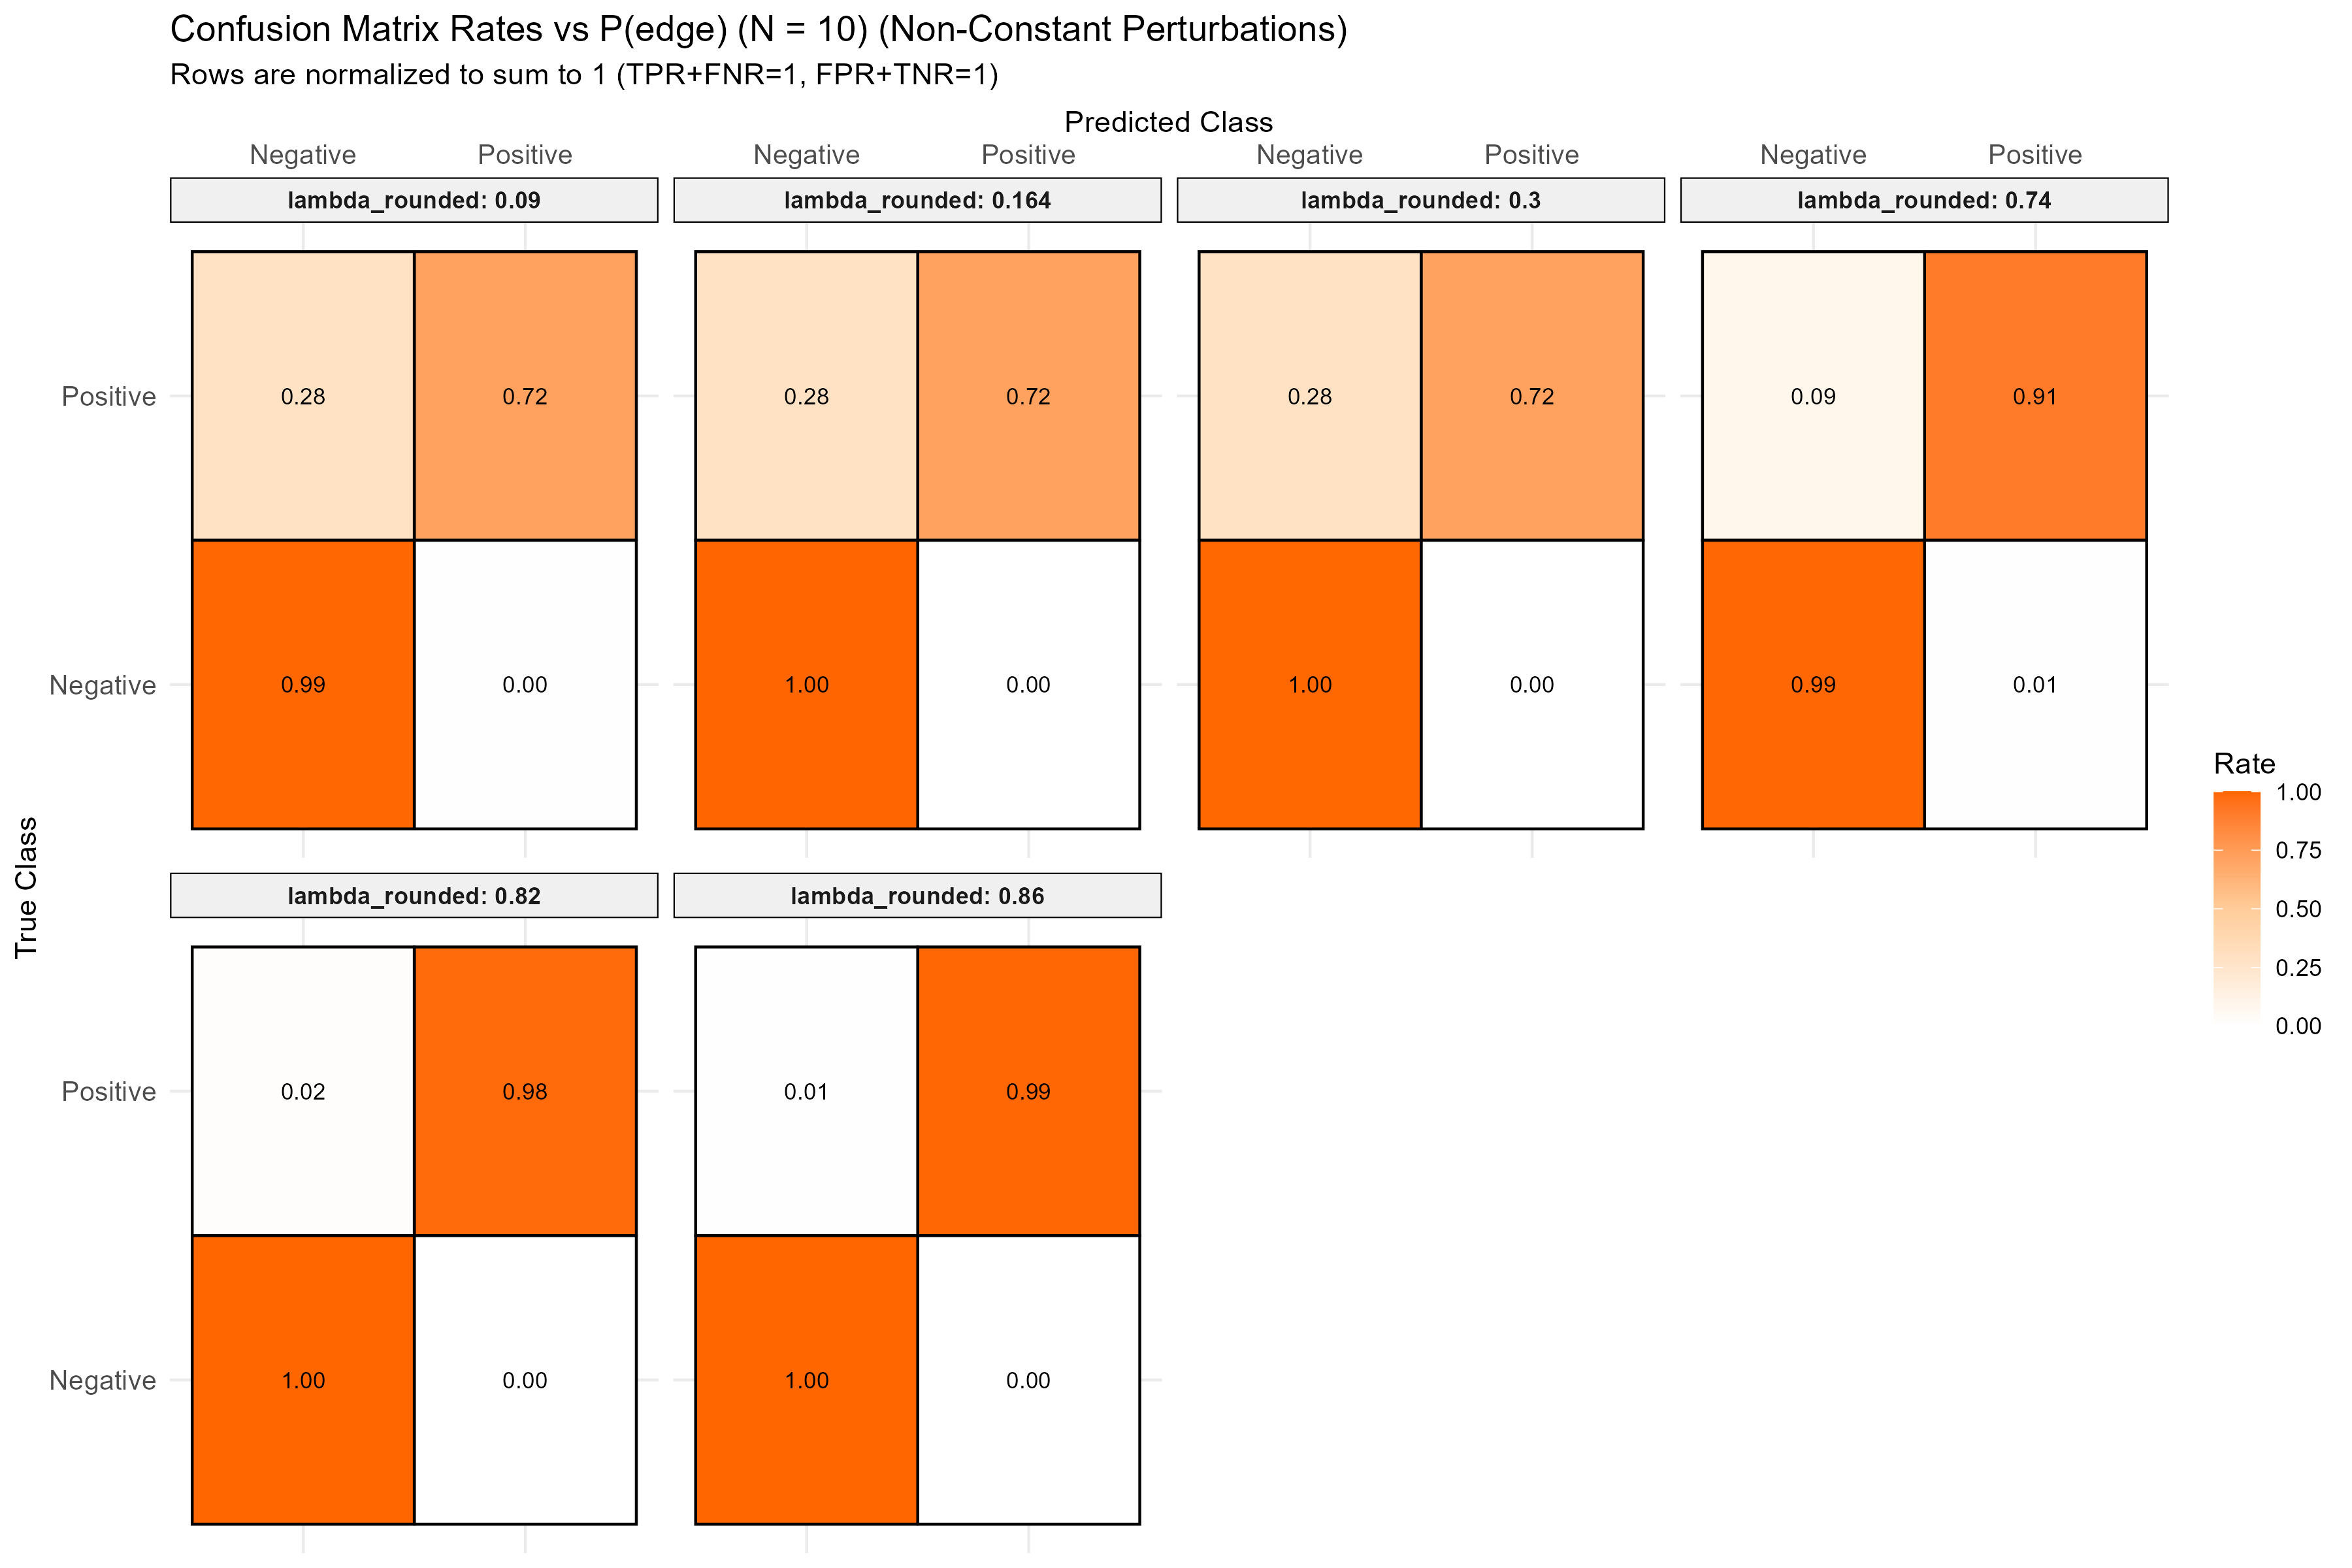 Confusion Matrix Rates vs P(edge) (N = 10) (Non-Constant Perturbations)
Rows are normalized to sum to 1 (TPR+FNR=1, FPR+TNR=1)
Predicted Class
Negative Positive Negative Positive Negative Positive Negative Positive
lambda_rounded: 0.09 lambda_rounded: 0.164 lambda_rounded: 0.3 lambda_rounded: 0.74
Positive 0.28 0.72 0.28 0.72 0.28 0.72 0.09 0.91
Negative 0.99 0.00 1.00 0.00 1.00 0.00 0.99 0.01
True Class
lambda_rounded: 0.82 lambda_rounded: 0.86
Positive 0.02 0.98 0.01 0.99
Negative 1.00 0.00 1.00 0.00
Rate
1.00
0.75
0.50
0.25
0.00